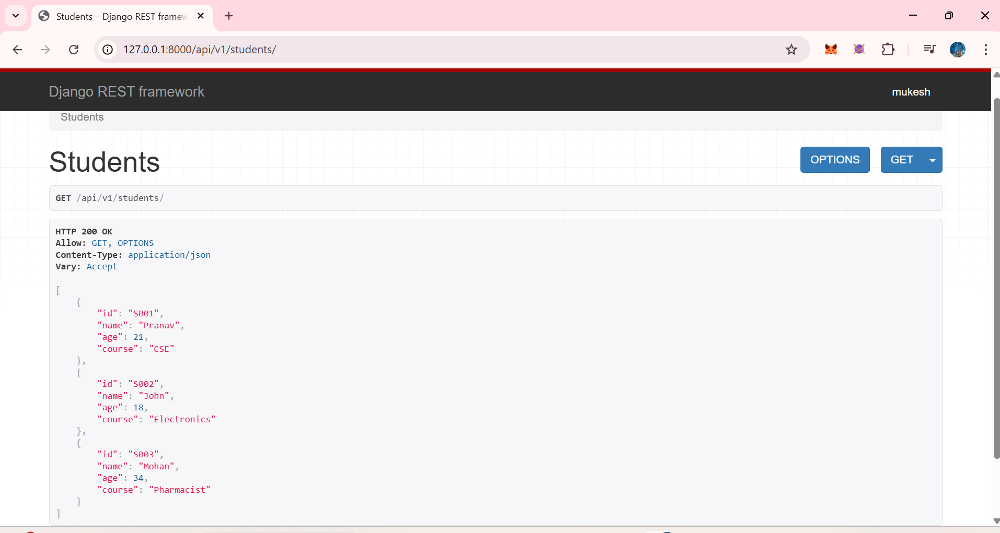 Students – Django REST framew
127.0.0.1:8000/api/v1/students/
Django REST framework
mukesh
Students
Students
OPTIONS
GET
GET /api/v1/students/
HTTP 200 OK
Allow: GET, OPTIONS
Content-Type: application/json
Vary: Accept
[
    {
        "id": "S001",
        "name": "Pranav",
        "age": 21,
        "course": "CSE"
    },
    {
        "id": "S002",
        "name": "John",
        "age": 18,
        "course": "Electronics"
    },
    {
        "id": "S003",
        "name": "Mohan",
        "age": 34,
        "course": "Pharmacist"
    }
]